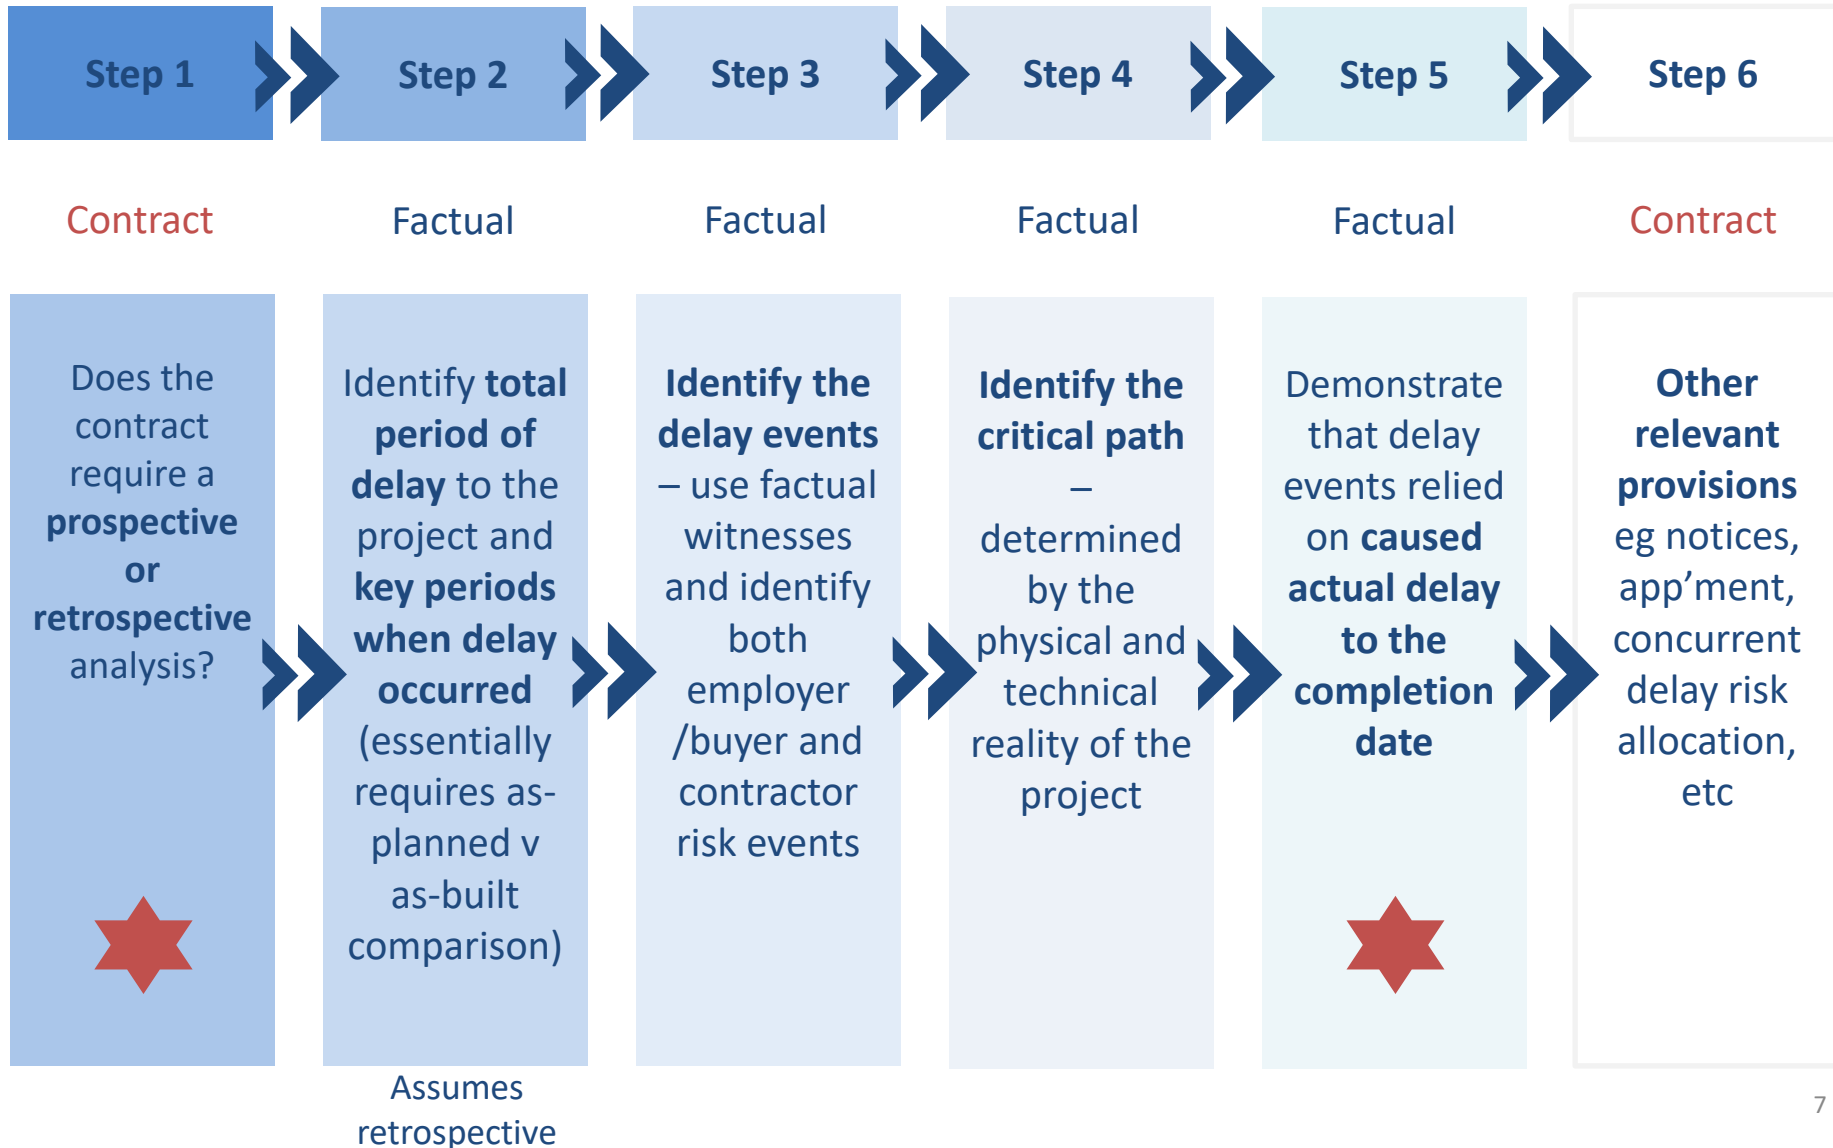 Step 1
Step 2
Step 3
Step 4
Step 5
Step 6
Contract
Factual
Factual
Factual
Factual
Contract
Does the
contract
require a
prospective
or
retrospective
analysis?
Identify total
period of
delay to the
project and
key periods
when delay
occurred
(essentially
requires as-
planned v
as-built
comparison)
Assumes
retrospective
Identify the
delay events
– use factual
witnesses
and identify
both
employer
/buyer and
contractor
risk events
Identify the
critical path
–
determined
by the
physical and
technical
reality of the
project
Demonstrate
that delay
events relied
on caused
actual delay
to the
completion
date
Other
relevant
provisions
eg notices,
app’ment,
concurrent
delay risk
allocation,
etc
7